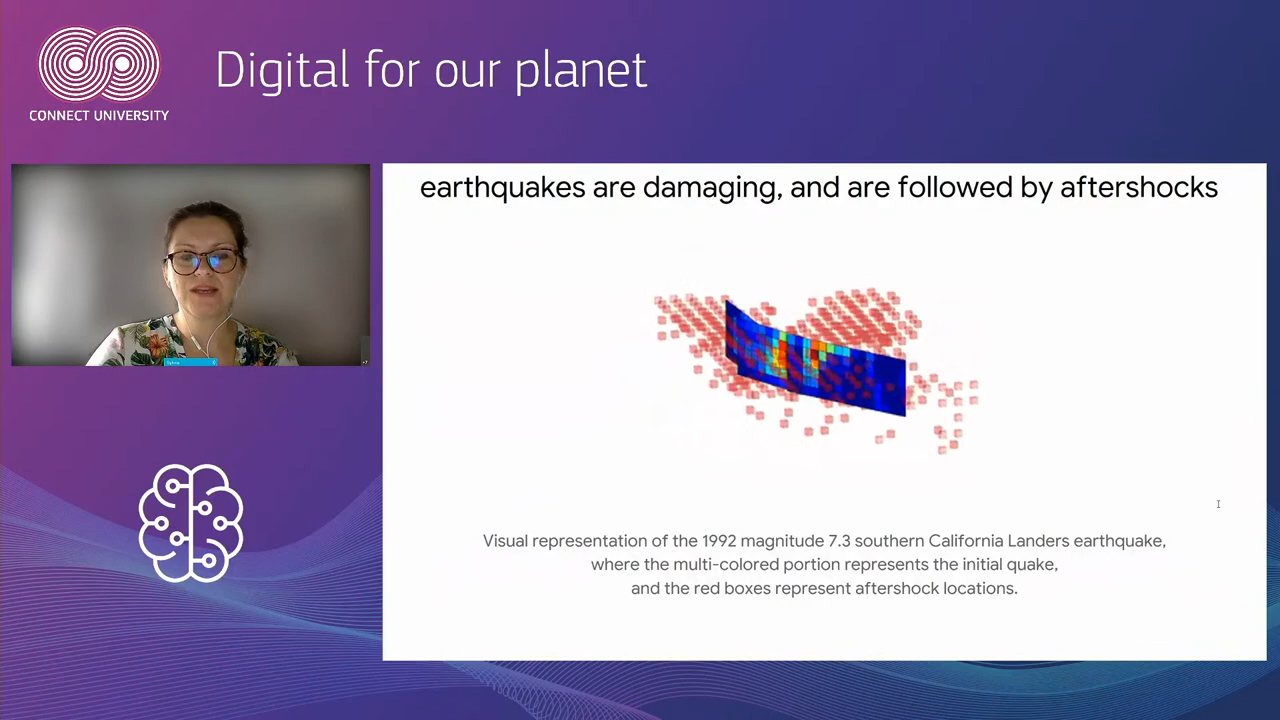 CONNECT UNIVERSITY
Digital for our planet
earthquakes are damaging, and are followed by aftershocks
Visual representation of the 1992 magnitude 7.3 southern California Landers earthquake,
where the multi-colored portion represents the initial quake,
and the red boxes represent aftershock locations.